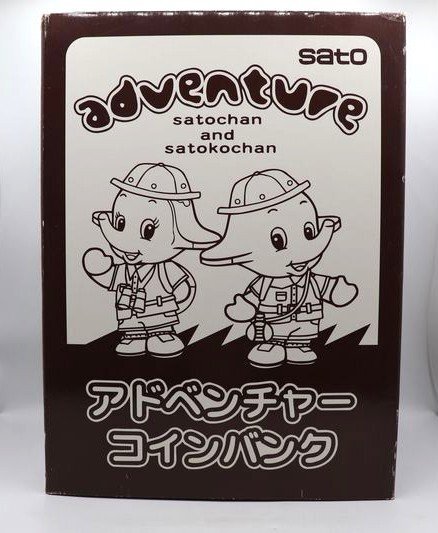 sato
adventure
satochan
and
satokochan
アドベンチャー
コインバンク